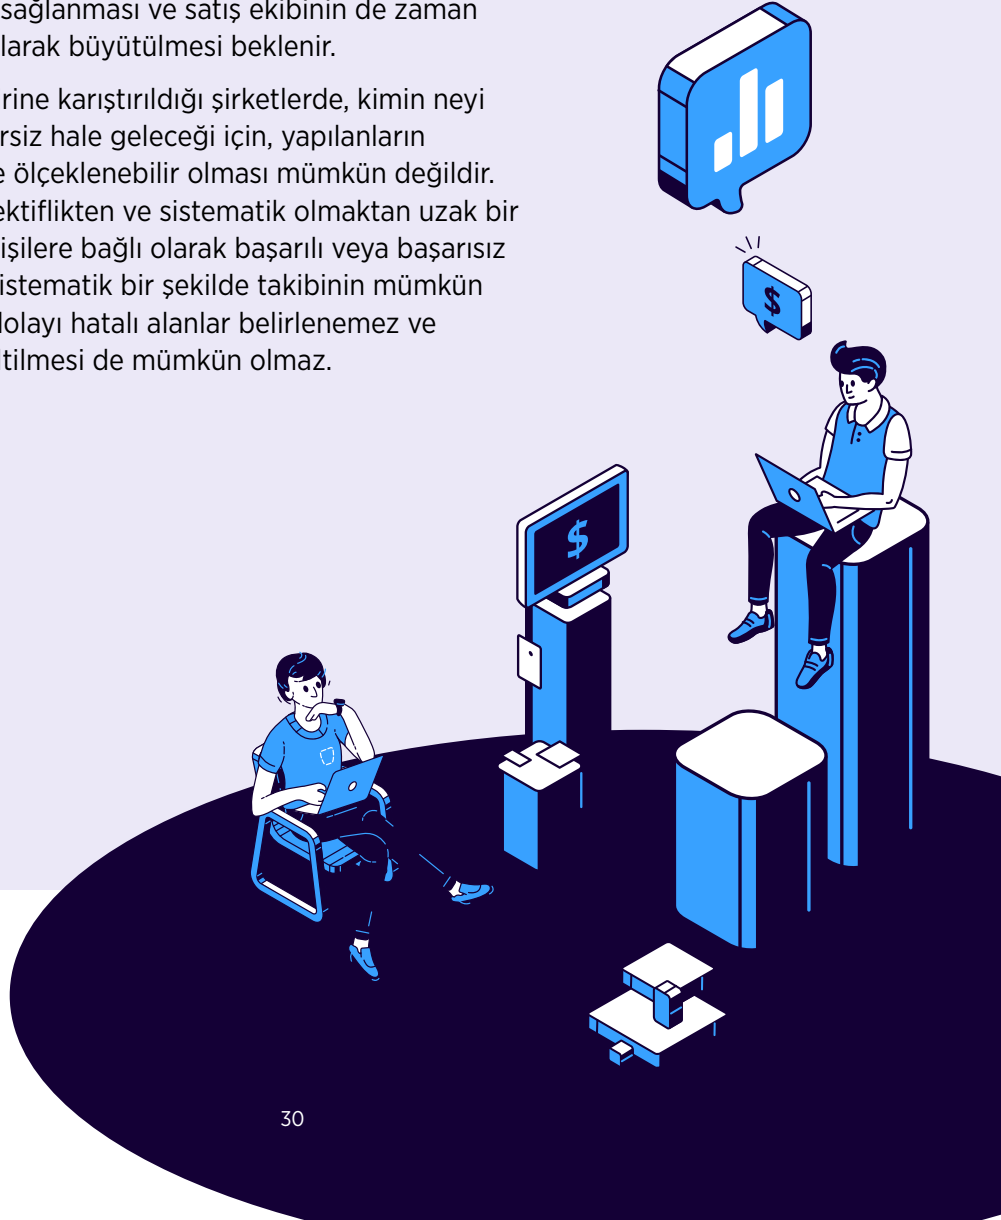 sağlanması ve satış ekibinin de zaman
larak büyütülmesi beklenir.
rine karıştırıldığı şirketlerde, kimin neyi
rsiz hale geleceği için, yapılanların
e ölçeklenebilir olması mümkün değildir.
ektiflikten ve sistematik olmaktan uzak bir
işilere bağlı olarak başarılı veya başarısız
istematik bir şekilde takibinin mümkün
dolayı hatalı alanlar belirlenemez ve
ltilmesi de mümkün olmaz.
$
$
30